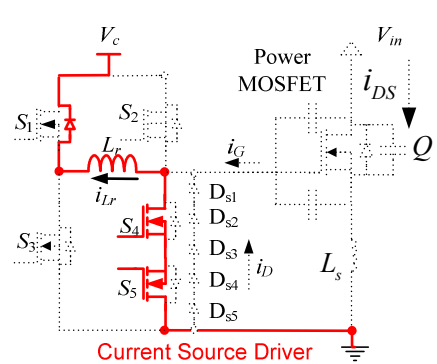 V_c
V_in
Power
MOSFET
i_DS
S_1
S_2
L_r
i_G
Q
i_Lr
D_s1
S_4
D_s2
S_3
D_s3
i_D
L_s
S_5
D_s4
D_s5
Current Source Driver